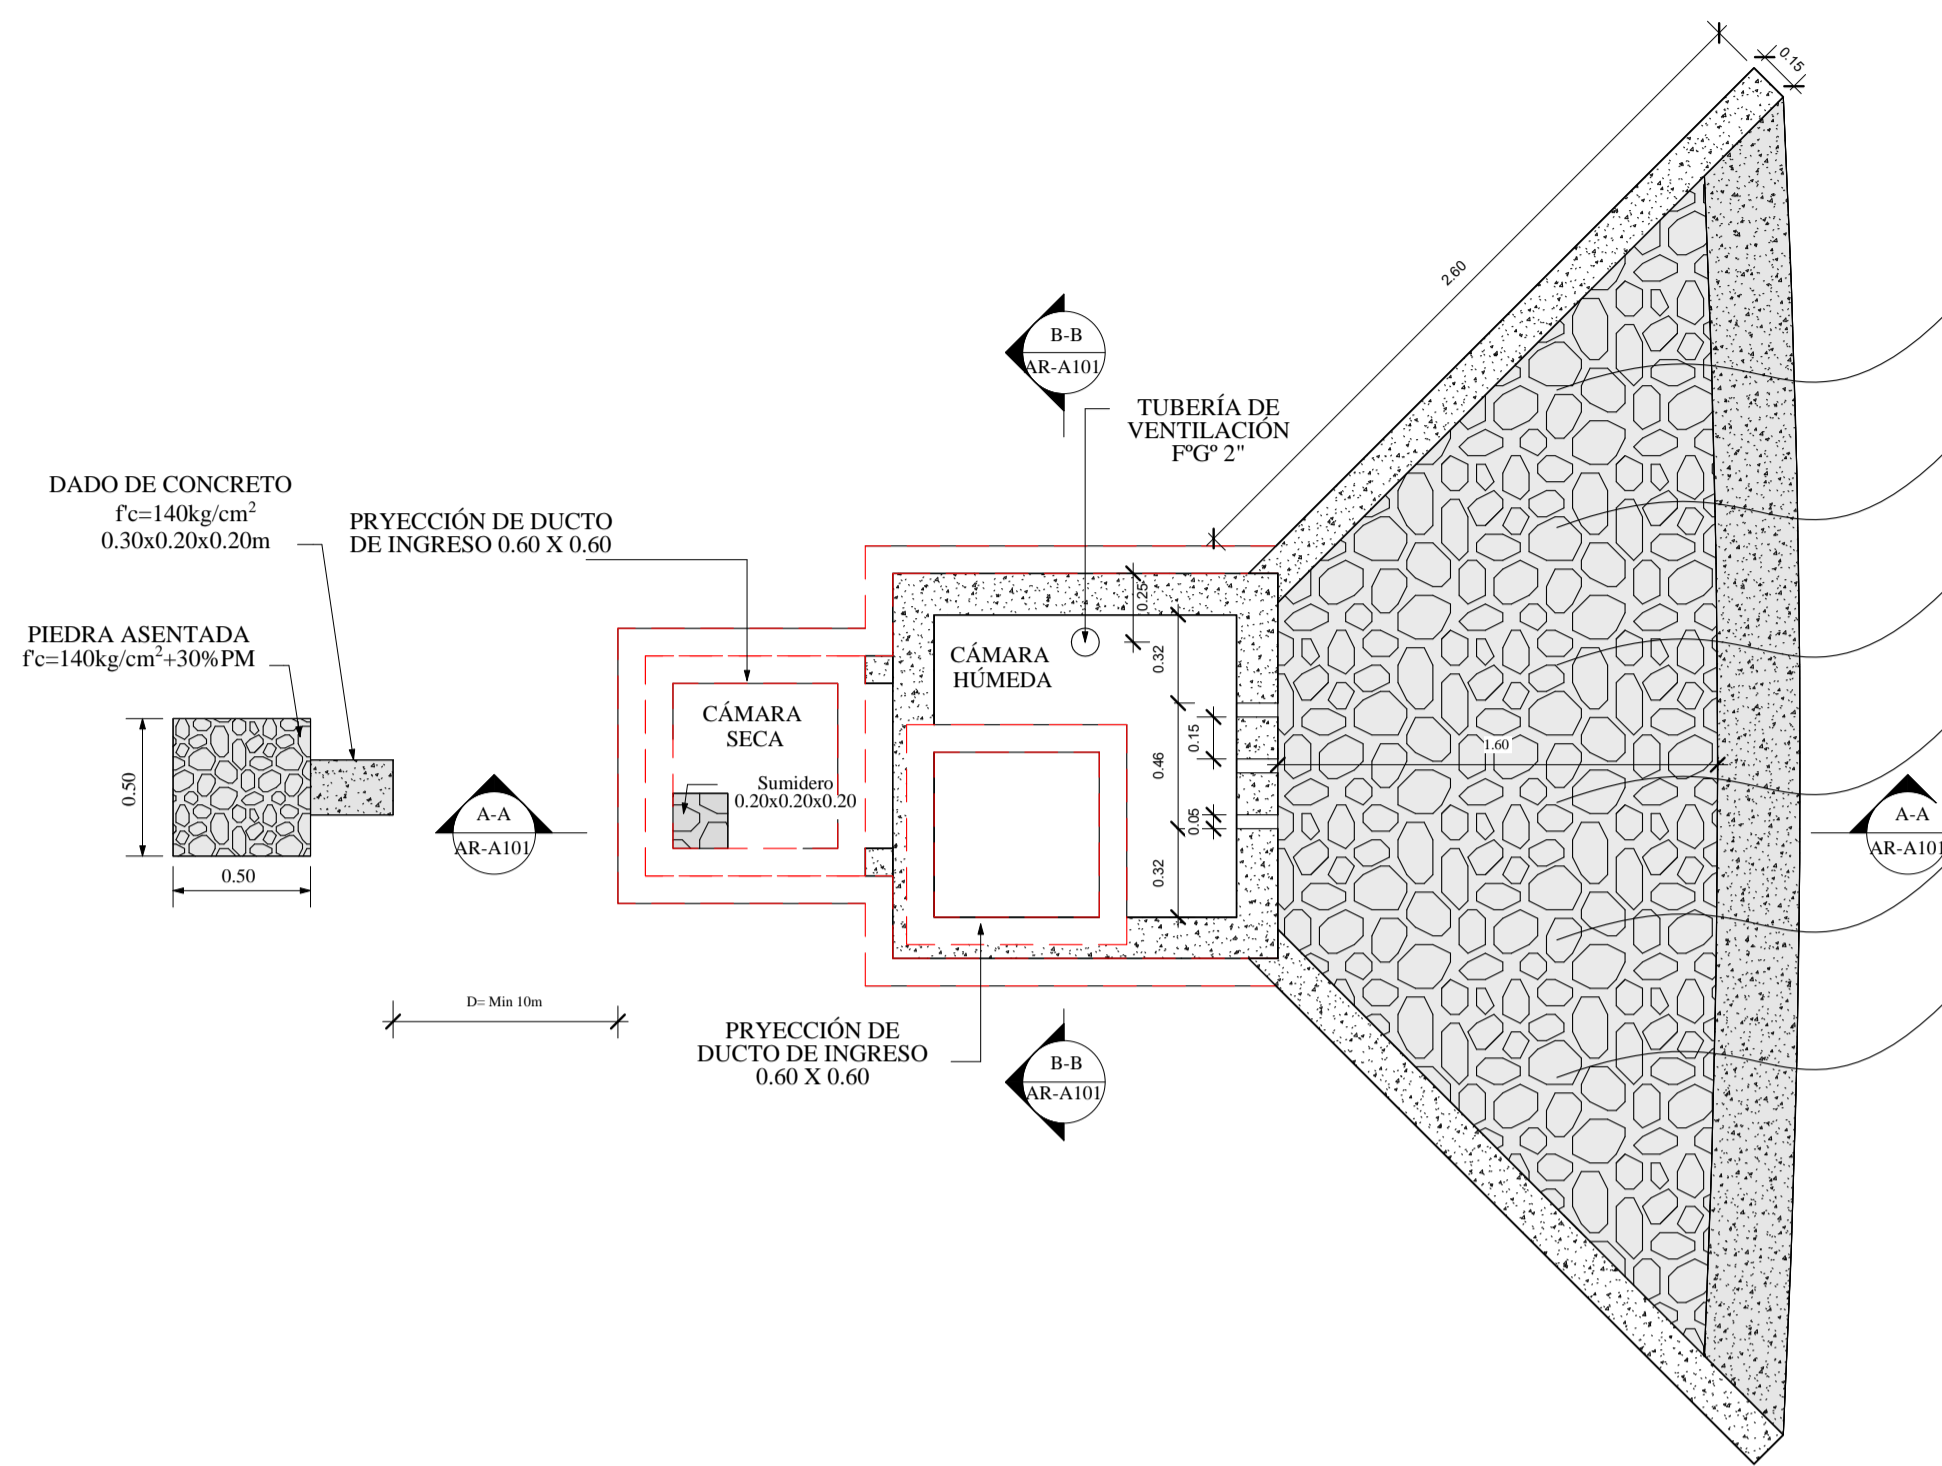 0.15
2.60
B-B
AR-A101
TUBERÍA DE
VENTILACIÓN
FºGº 2"
DADO DE CONCRETO
f'c=140kg/cm²
0.30x0.20x0.20m
PRYECCIÓN DE DUCTO
DE INGRESO 0.60 X 0.60
PIEDRA ASENTADA
f'c=140kg/cm²+30%PM
0.25
CÁMARA
HÚMEDA
0.32
CÁMARA
SECA
0.15
0.46
1.60
Sumidero
0.20x0.20x0.20
0.50
0.50
A-A
AR-A101
0.05
0.32
A-A
AR-A101
D= Min 10m
PRYECCIÓN DE
DUCTO DE INGRESO
0.60 X 0.60
B-B
AR-A101